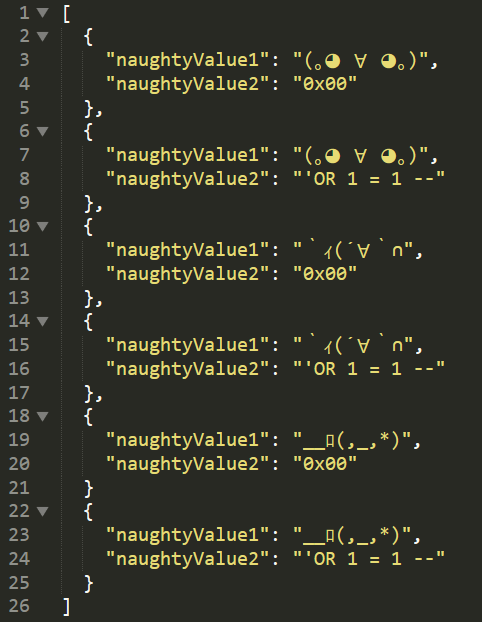 1 [
2 {
3 "naughtyValue1": "(｡◕ ∀ ◕｡)",
4 "naughtyValue2": "0x00"
5 },
6 {
7 "naughtyValue1": "(｡◕ ∀ ◕｡)",
8 "naughtyValue2": "'OR 1 = 1 --"
9 },
10 {
11 "naughtyValue1": "｀ｨ(´∀｀∩",
12 "naughtyValue2": "0x00"
13 },
14 {
15 "naughtyValue1": "｀ｨ(´∀｀∩",
16 "naughtyValue2": "'OR 1 = 1 --"
17 },
18 {
19 "naughtyValue1": "__ﾛ(,_,*)",
20 "naughtyValue2": "0x00"
21 }
22 {
23 "naughtyValue1": "__ﾛ(,_,*)",
24 "naughtyValue2": "'OR 1 = 1 --"
25 }
26 ]